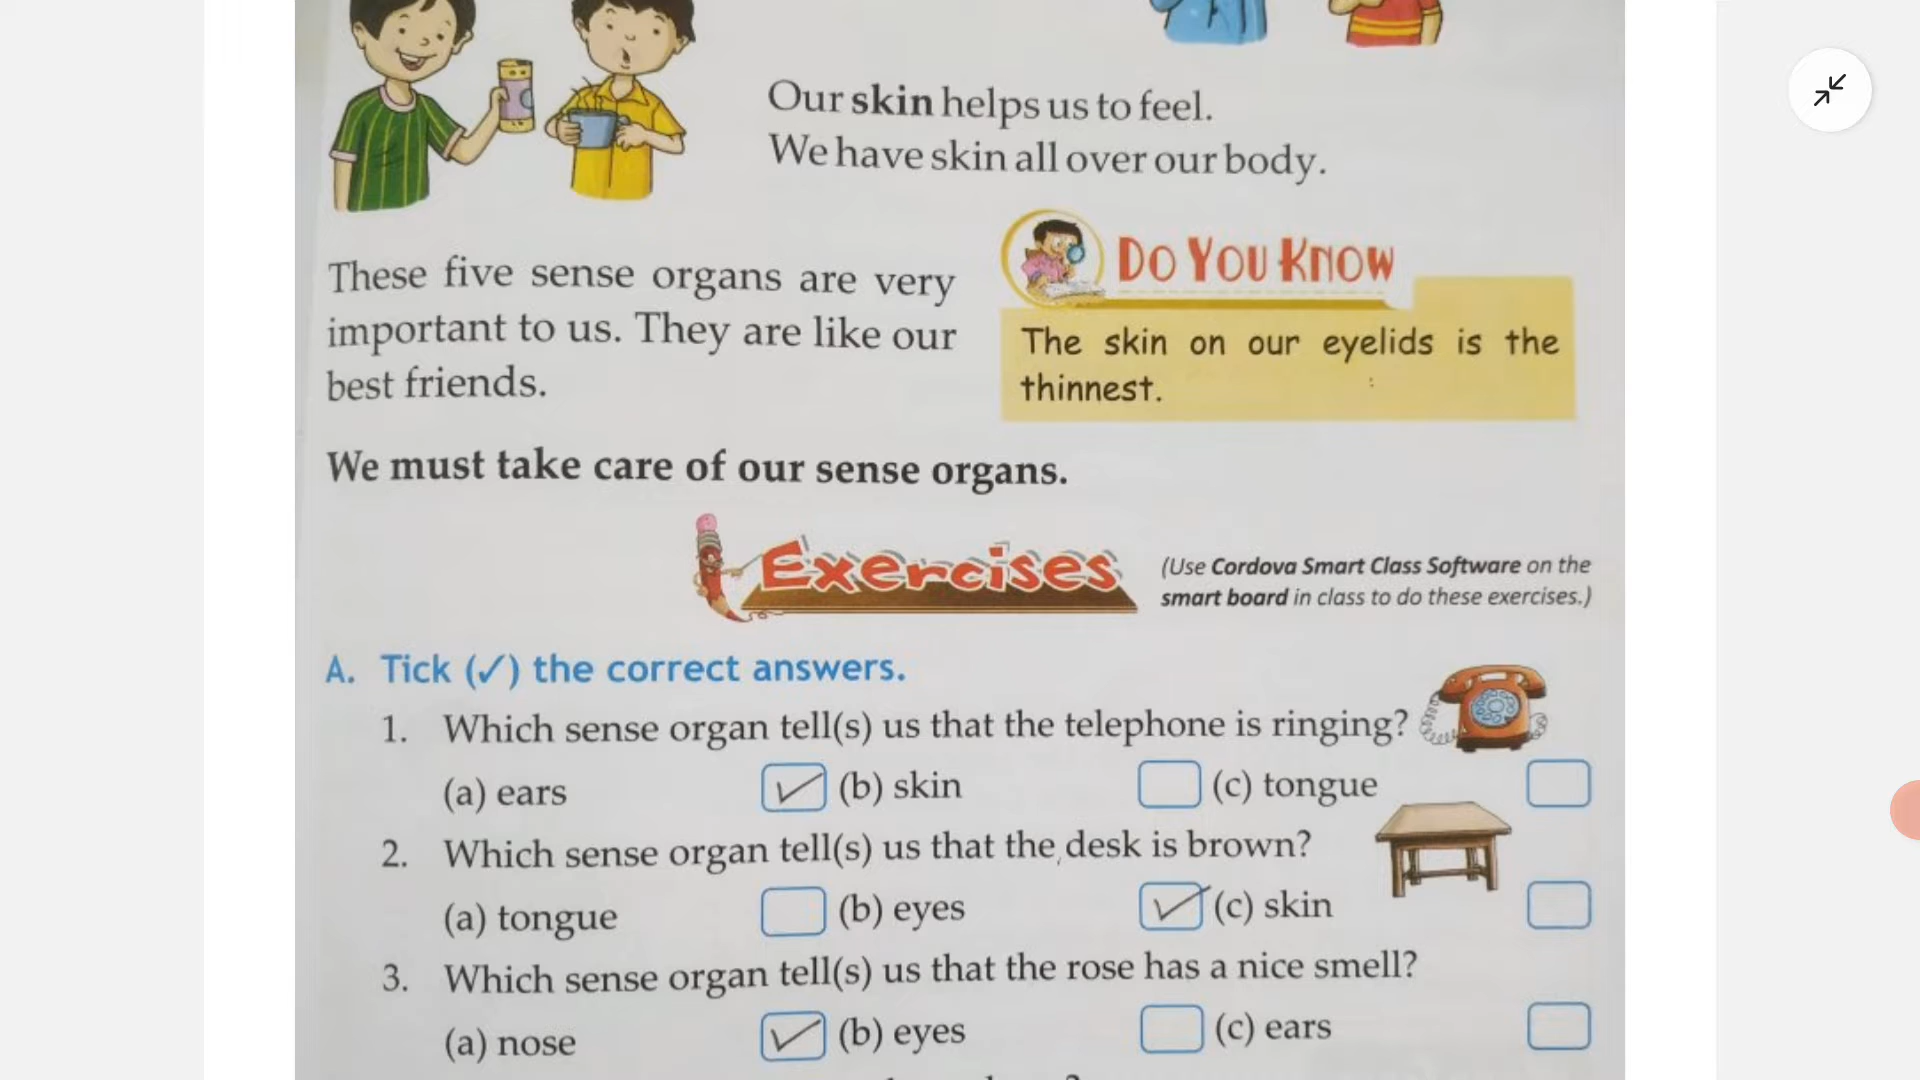 Our skin helps us to feel.
We have skin all over our body.
These five sense organs are very
important to us. They are like our
best friends.
Do You Know
The skin on our eyelids is the
thinnest.
We must take care of our sense organs.
Exercises
(Use Cordova Smart Class Software on the
smart board in class to do these exercises.)
A. Tick (✓) the correct answers.
1. Which sense organ tell(s) us that the telephone is ringing?
(a) ears ✓ (b) skin (c) tongue
2. Which sense organ tell(s) us that the desk is brown?
(a) tongue (b) eyes ✓ (c) skin
3. Which sense organ tell(s) us that the rose has a nice smell?
(a) nose ✓ (b) eyes (c) ears